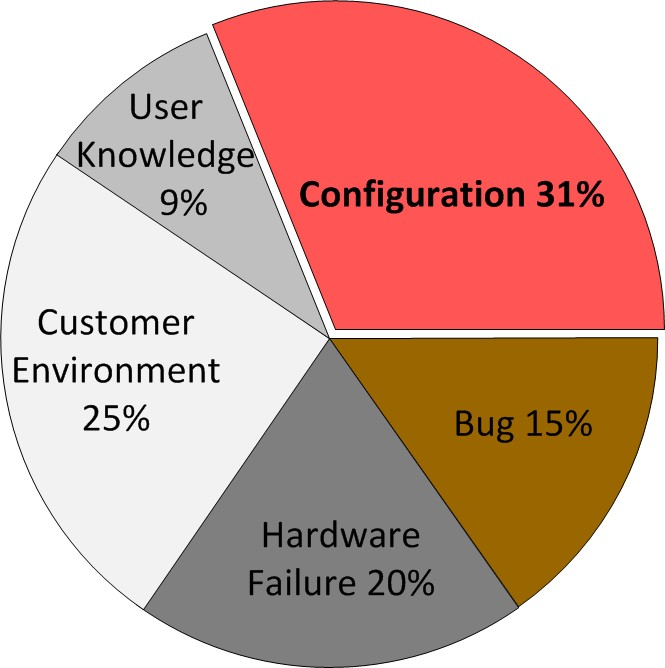 User
Knowledge
9%
Configuration 31%
Customer
Environment
25%
Bug 15%
Hardware
Failure 20%